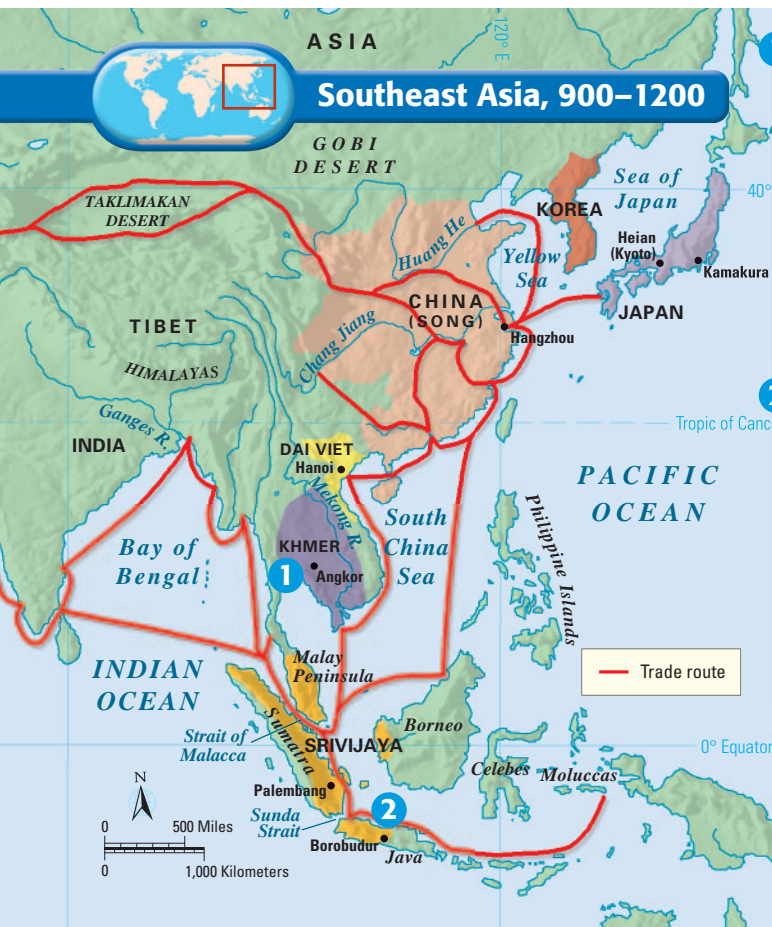 ASIA
120° E
Southeast Asia, 900–1200
GOBI
DESERT
TAKLIMAKAN
DESERT
Sea of
Japan
40°
KOREA
Huang He
Yellow
Sea
Heian
(Kyoto)
Kamakura
JAPAN
CHINA
(SONG)
Hangzhou
TIBET
Chang Jiang
HIMALAYAS
Ganges R.
INDIA
Tropic of Canc
DAI VIET
Hanoi
Mekong R.
PACIFIC
OCEAN
South
China
Sea
Philippine Islands
Bay of
Bengal
KHMER
1
Angkor
INDIAN
OCEAN
Malay
Peninsula
Trade route
Strait of
Malacca
Sumatra
SRIVIJAYA
Borneo
0° Equator
Celebes
Moluccas
Palembang
Sunda
Strait
2
Borobudur
Java
N
0 500 Miles
0 1,000 Kilometers